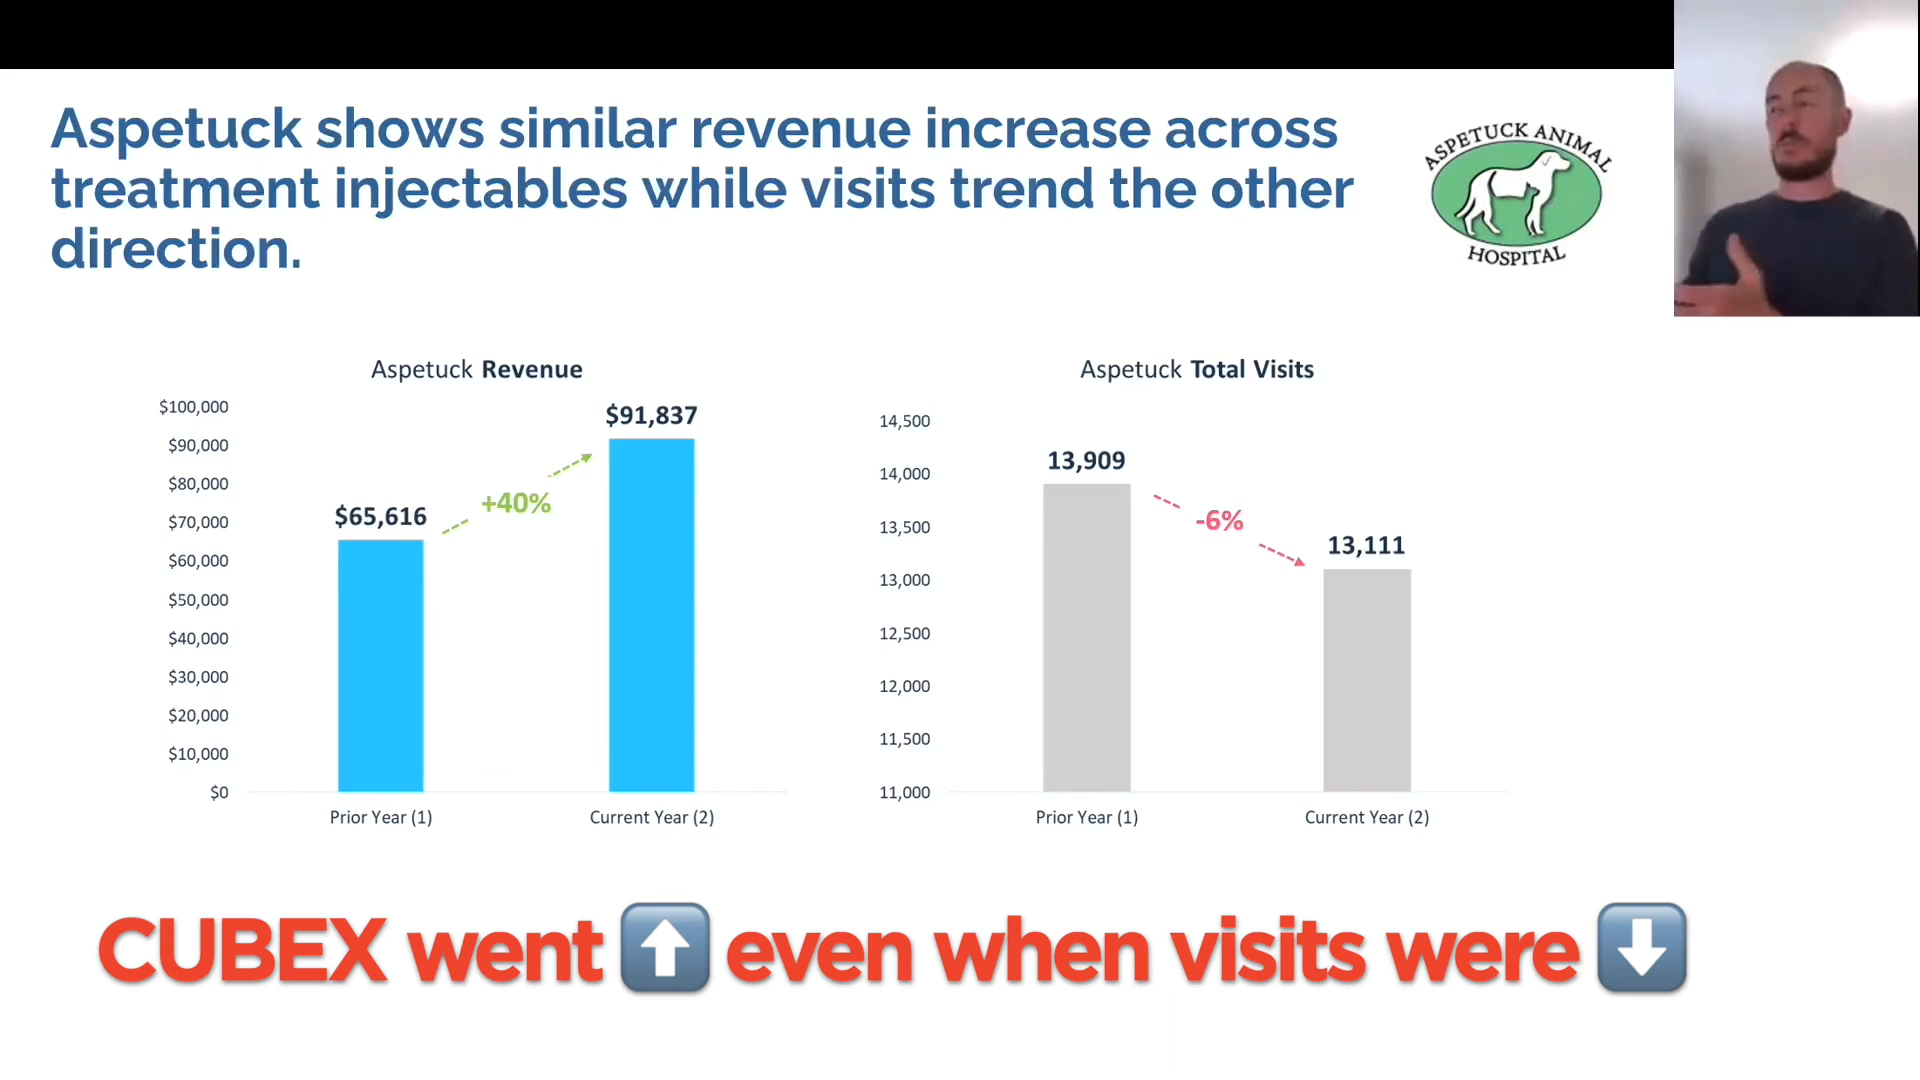 Aspetuck shows similar revenue increase across
treatment injectables while visits trend the other
direction.
ASPETUCK ANIMAL
HOSPITAL
Aspetuck Revenue
$100,000
$90,000
$80,000
$70,000
$60,000
$50,000
$40,000
$30,000
$20,000
$10,000
$0
$65,616
+40%
$91,837
Prior Year (1)
Current Year (2)
Aspetuck Total Visits
14,500
14,000
13,500
13,000
12,500
12,000
11,500
11,000
13,909
-6%
13,111
Prior Year (1)
Current Year (2)
CUBEX went ⬆️ even when visits were ⬇️